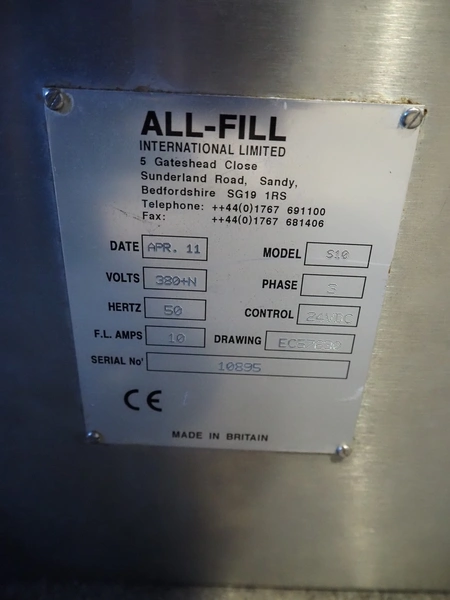 ALL-FILL
INTERNATIONAL LIMITED
5 Gateshead Close
Sunderland Road, Sandy,
Bedfordshire SG19 1RS
Telephone: ++44(0)1767 691100
Fax: ++44(0)1767 681406
DATE APR. 11 MODEL S10
VOLTS 380+N PHASE 3
HERTZ 50 CONTROL 24VDC
F.L. AMPS 10 DRAWING
SERIAL No' 10895
CE
MADE IN BRITAIN